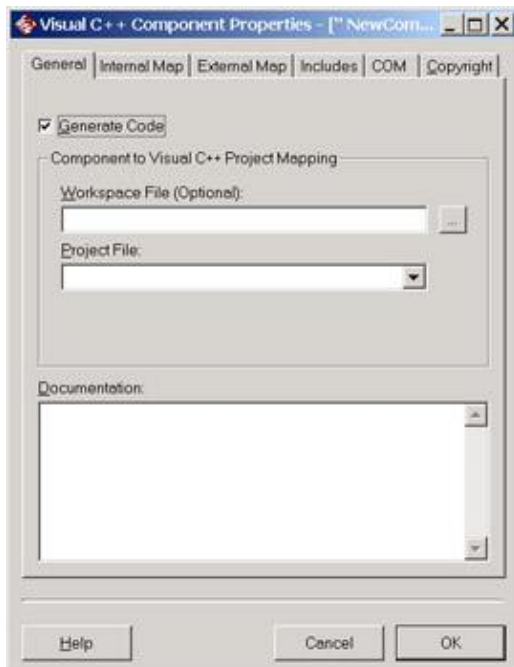 Visual C++ Component Properties - [" NewCom...
General Internal Map External Map Includes COM Copyright
Generate Code
Component to Visual C++ Project Mapping
Workspace File (Optional):
...
Project File:
Documentation:
Help Cancel OK